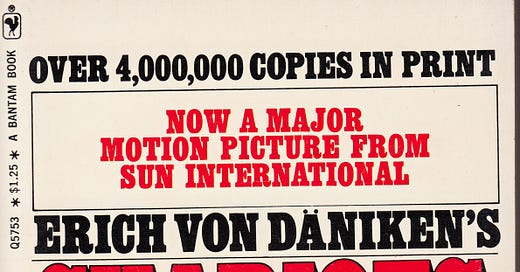 Q5753 * $1.25 * A BANTAM BOOK
OVER 4,000,000 COPIES IN PRINT
NOW A MAJOR
MOTION PICTURE FROM
SUN INTERNATIONAL
ERICH VON DÄNIKEN'S